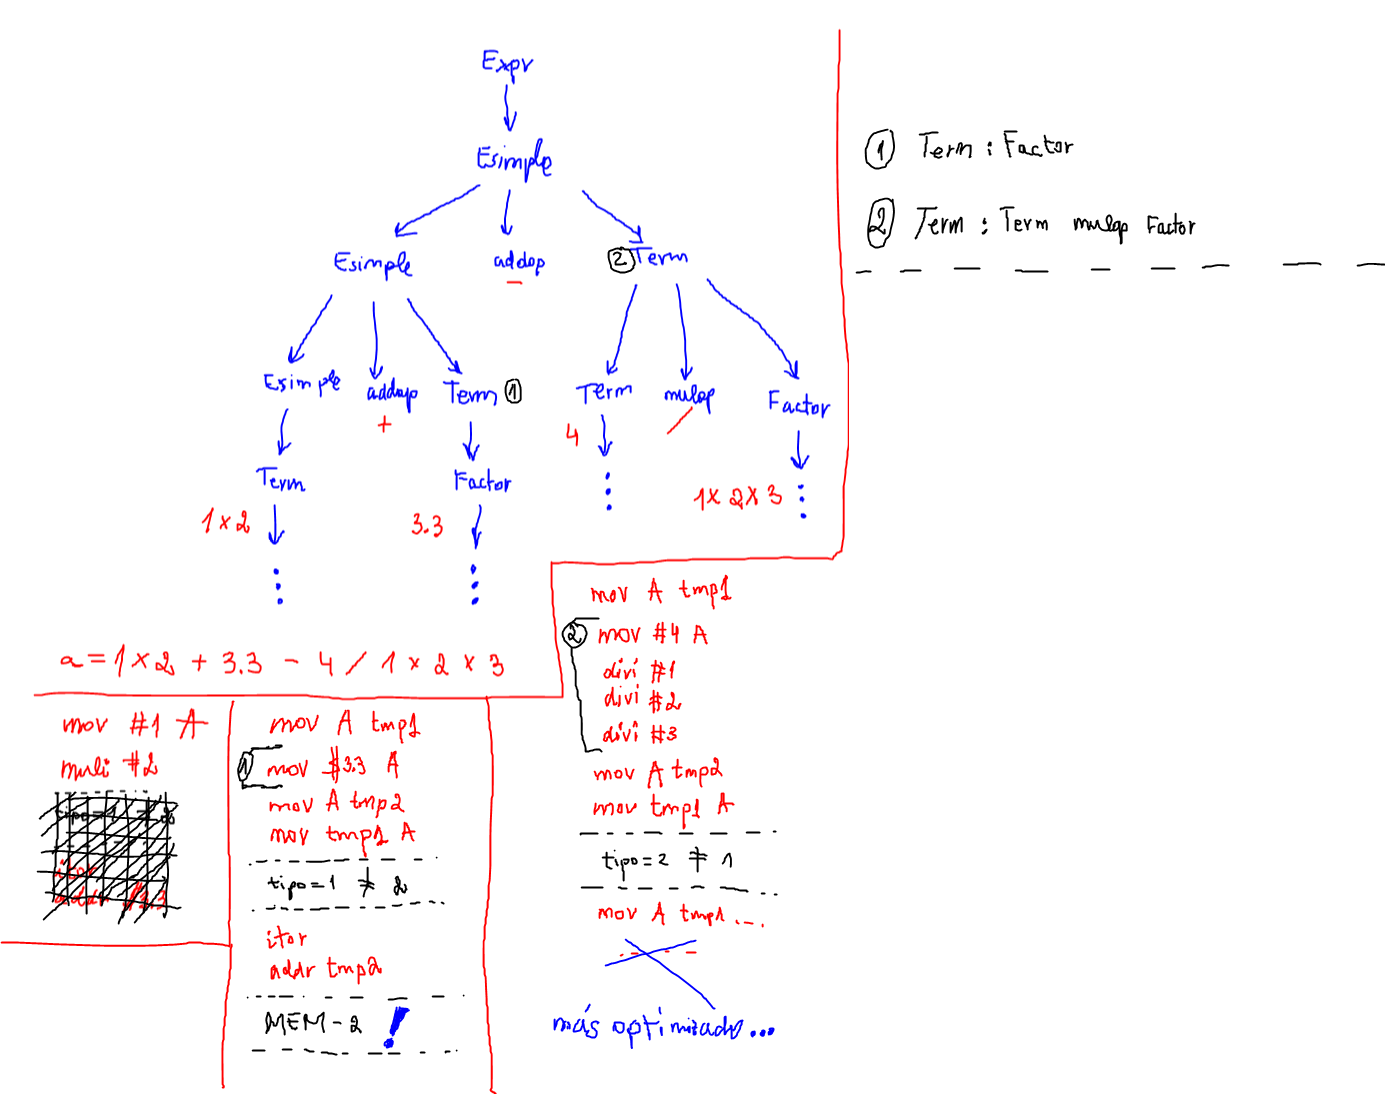 Expr
Esimple
Esimple addop ② Term
-
Esimple addop Term ①
+
Term mulop Factor
4 /
Term Factor
1 x 2 3.3 1 x 2 x 3
① Term : Factor
② Term : Term mulop Factor
a = 1 x 2 + 3.3 - 4 / 1 x 2 x 3
mov #1 A
muli #2
mov A tmp1
① mov #3.3 A
mov A tmp2
mov tmp1 A
tipo = 1 ≠ 2
itor
addr tmp2
MEM - 2 !
mov A tmp1
② mov #4 A
divi #1
divi #2
divi #3
mov A tmp2
mov tmp1 A
tipo = 2 ≠ 1
mov A tmp1 ...
más optimizado...